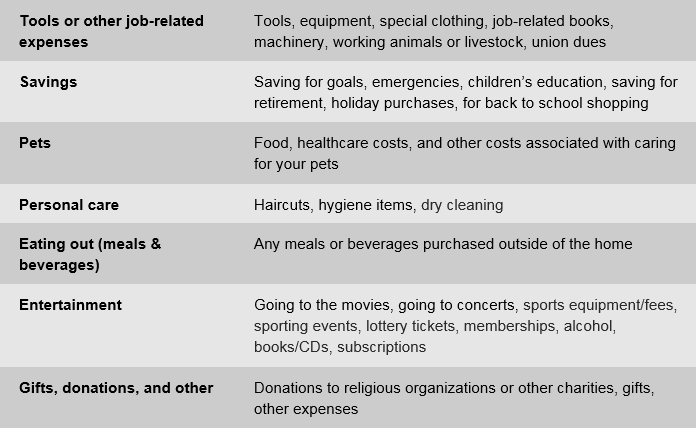 Tools or other job-related
expenses
Tools, equipment, special clothing, job-related books,
machinery, working animals or livestock, union dues
Savings
Saving for goals, emergencies, children’s education, saving for
retirement, holiday purchases, for back to school shopping
Pets
Food, healthcare costs, and other costs associated with caring
for your pets
Personal care
Haircuts, hygiene items, dry cleaning
Eating out (meals &
beverages)
Any meals or beverages purchased outside of the home
Entertainment
Going to the movies, going to concerts, sports equipment/fees,
sporting events, lottery tickets, memberships, alcohol,
books/CDs, subscriptions
Gifts, donations, and other
Donations to religious organizations or other charities, gifts,
other expenses